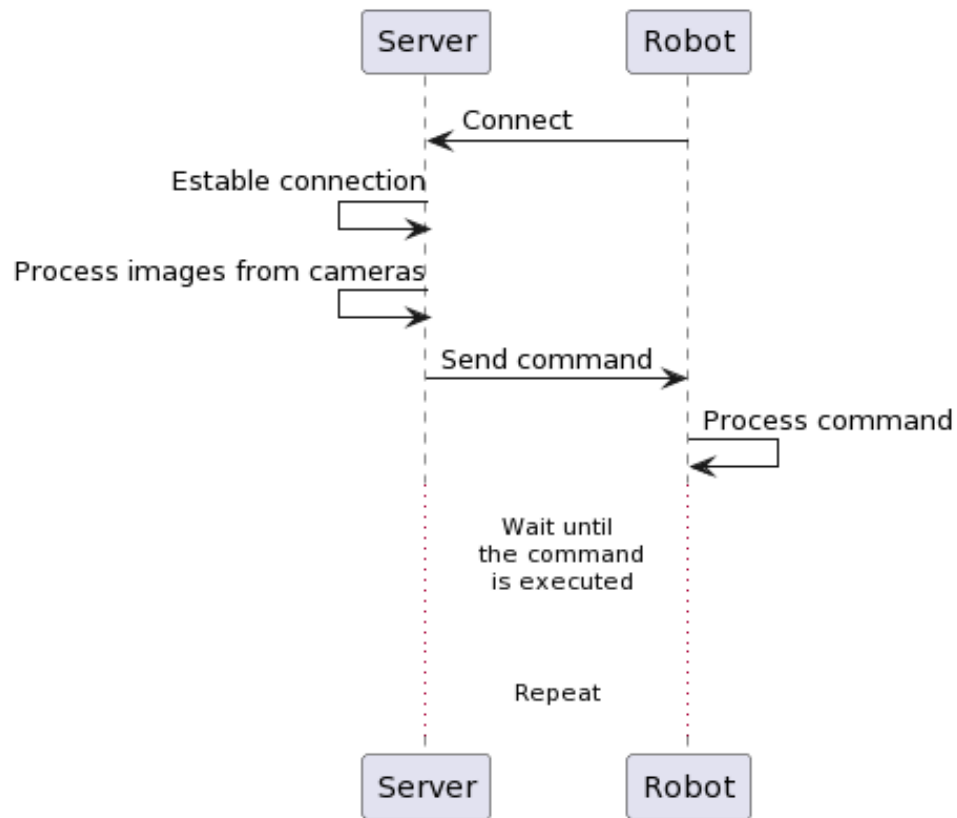 Server
Robot
Connect
Estable connection
Process images from cameras
Send command
Process command
Wait until
the command
is executed
Repeat
Server
Robot